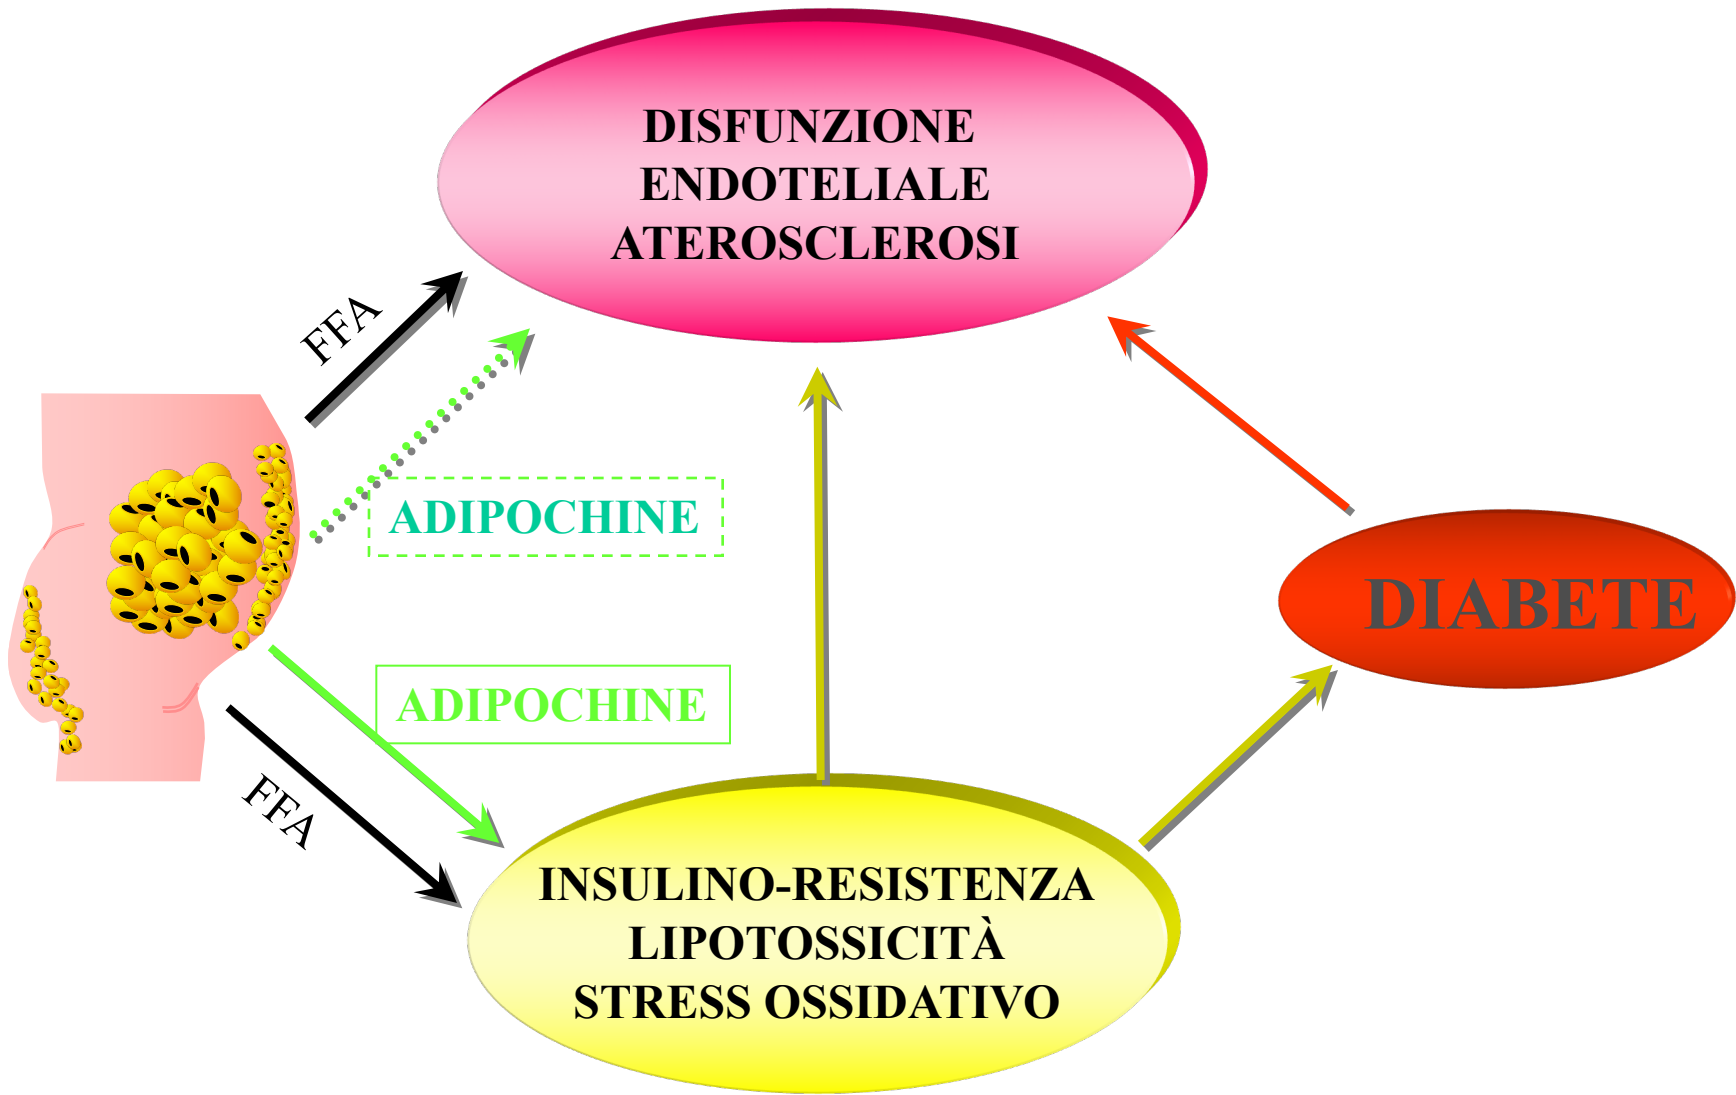 DISFUNZIONE
ENDOTELIALE
ATEROSCLEROSI
FFA
ADIPOCHINE
DIABETE
ADIPOCHINE
FFA
INSULINO-RESISTENZA
LIPOTOSSICITÀ
STRESS OSSIDATIVO